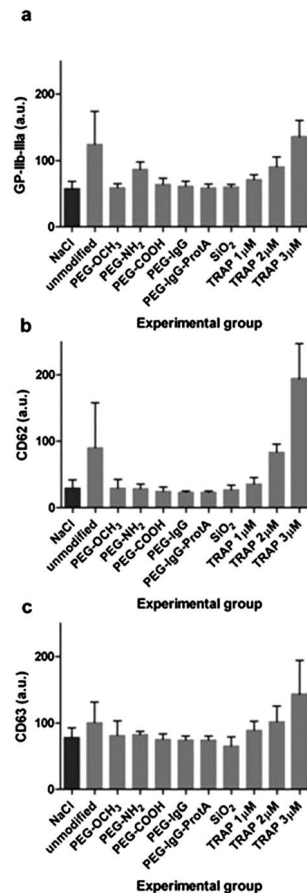 a
GP-IIb-IIIa (a.u.)
200
100
0
NaCl
unmodified
PEG-OCH₃
PEG-NH₂
PEG-COOH
PEG-IgG
PEG-IgG-ProtA
SiO₂
TRAP 1µM
TRAP 2µM
TRAP 3µM
Experimental group
b
CD62 (a.u.)
200
100
0
NaCl
unmodified
PEG-OCH₃
PEG-NH₂
PEG-COOH
PEG-IgG
PEG-IgG-ProtA
SiO₂
TRAP 1µM
TRAP 2µM
TRAP 3µM
Experimental group
c
CD63 (a.u.)
200
100
0
NaCl
unmodified
PEG-OCH₃
PEG-NH₂
PEG-COOH
PEG-IgG
PEG-IgG-ProtA
SiO₂
TRAP 1µM
TRAP 2µM
TRAP 3µM
Experimental group